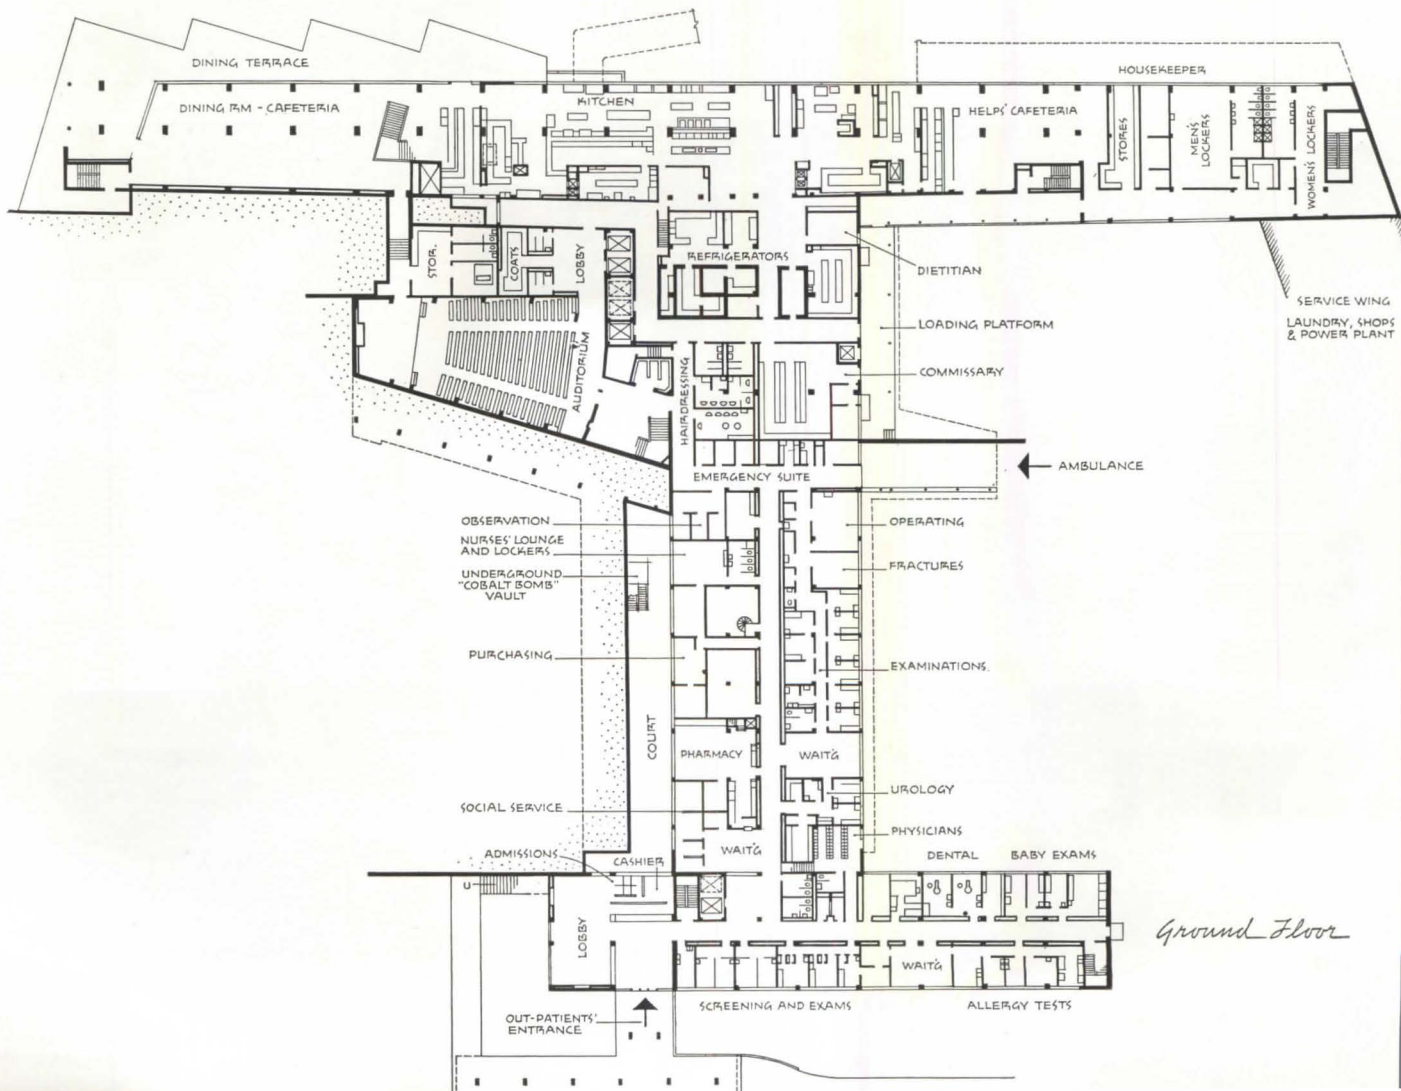 DINING TERRACE
HOUSEKEEPER
DINING RM - CAFETERIA
KITCHEN
HELPS' CAFETERIA
STORES
MEN'S
LOCKERS
WOMEN'S LOCKERS
STOR.
COATS
LOBBY
REFRIGERATORS
DIETITIAN
SERVICE WING
LAUNDRY, SHOPS
& POWER PLANT
LOADING PLATFORM
AUDITORIUM
HAIRDRESSING
COMMISSARY
EMERGENCY SUITE
AMBULANCE
OBSERVATION
OPERATING
NURSES' LOUNGE
AND LOCKERS
FRACTURES
UNDERGROUND
"COBALT BOMB"
VAULT
PURCHASING
EXAMINATIONS.
COURT
PHARMACY
WAIT'G
UROLOGY
SOCIAL SERVICE
PHYSICIANS
WAIT'G
ADMISSIONS
CASHIER
DENTAL
BABY EXAMS
U
LOBBY
Ground Floor
WAIT'G
SCREENING AND EXAMS
ALLERGY TESTS
OUT-PATIENTS'
ENTRANCE